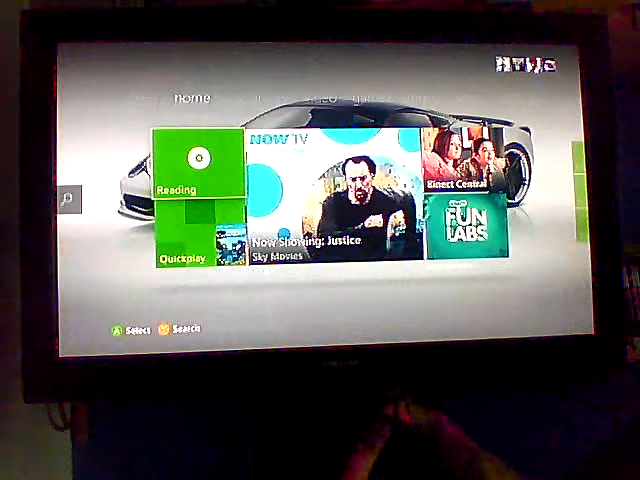 home
NOW TV
Reading
Kinect Central
Now Showing: Justice
Sky Movies
FUN
LABS
Quickplay
A Select
Y Search